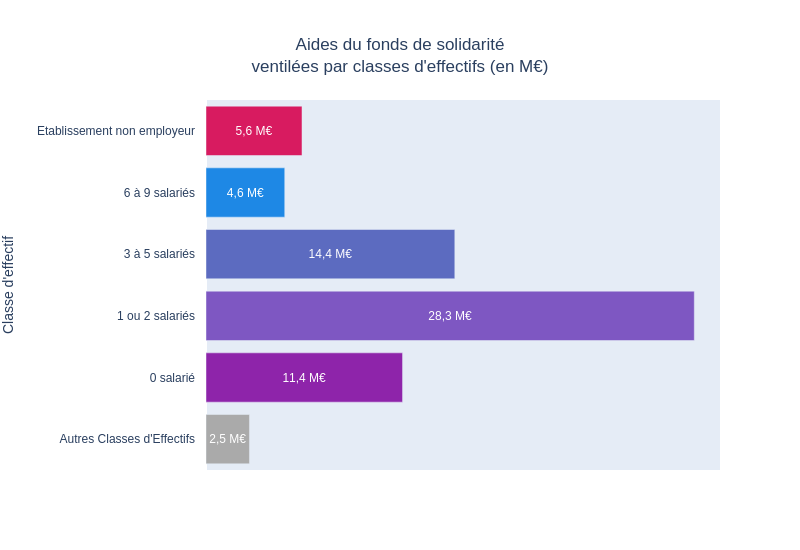 Aides du fonds de solidarité
ventilées par classes d'effectifs (en M€)
Classe d'effectif
Etablissement non employeur
5,6 M€
6 à 9 salariés
4,6 M€
3 à 5 salariés
14,4 M€
1 ou 2 salariés
28,3 M€
0 salarié
11,4 M€
Autres Classes d'Effectifs
2,5 M€